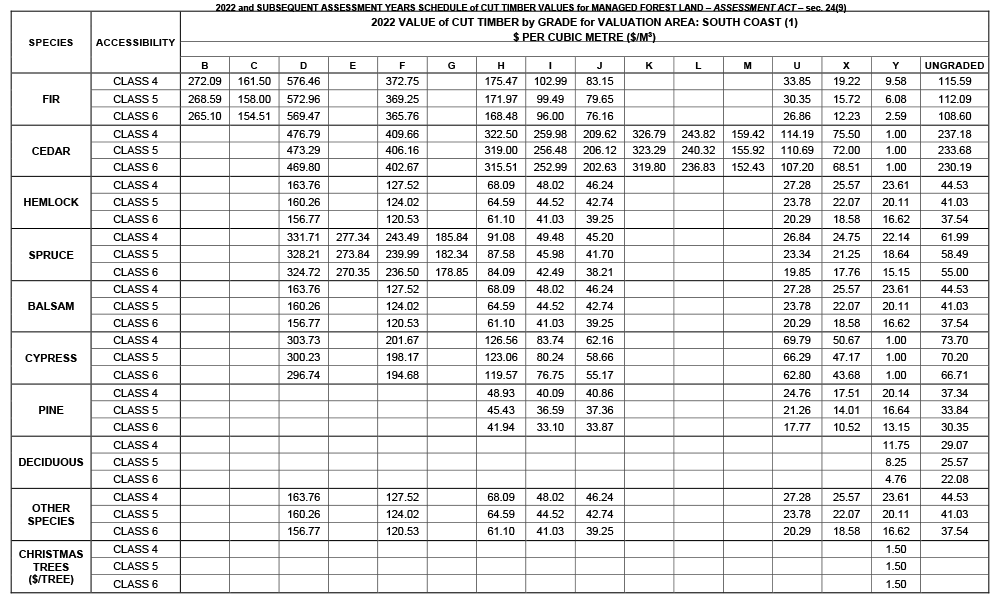 2022 and SUBSEQUENT ASSESSMENT YEARS SCHEDULE of CUT TIMBER VALUES for MANAGED FOREST LAND – ASSESSMENT ACT – sec. 24(9)
SPECIES ACCESSIBILITY 2022 VALUE of CUT TIMBER by GRADE for VALUATION AREA: SOUTH COAST (1)
$ PER CUBIC METRE ($/M³)
B C D E F G H I J K L M U X Y UNGRADED
FIR CLASS 4 272.09 161.50 576.46 372.75 175.47 102.99 83.15 33.85 19.22 9.58 115.59
CLASS 5 268.59 158.00 572.96 369.25 171.97 99.49 79.65 30.35 15.72 6.08 112.09
CLASS 6 265.10 154.51 569.47 365.76 168.48 96.00 76.16 26.86 12.23 2.59 108.60
CEDAR CLASS 4 476.79 409.66 322.50 259.98 209.62 326.79 243.82 159.42 114.19 75.50 1.00 237.18
CLASS 5 473.29 406.16 319.00 256.48 206.12 323.29 240.32 155.92 110.69 72.00 1.00 233.68
CLASS 6 469.80 402.67 315.51 252.99 202.63 319.80 236.83 152.43 107.20 68.51 1.00 230.19
HEMLOCK CLASS 4 163.76 127.52 68.09 48.02 46.24 27.28 25.57 23.61 44.53
CLASS 5 160.26 124.02 64.59 44.52 42.74 23.78 22.07 20.11 41.03
CLASS 6 156.77 120.53 61.10 41.03 39.25 20.29 18.58 16.62 37.54
SPRUCE CLASS 4 331.71 277.34 243.49 185.84 91.08 49.48 45.20 26.84 24.75 22.14 61.99
CLASS 5 328.21 273.84 239.99 182.34 87.58 45.98 41.70 23.34 21.25 18.64 58.49
CLASS 6 324.72 270.35 236.50 178.85 84.09 42.49 38.21 19.85 17.76 15.15 55.00
BALSAM CLASS 4 163.76 127.52 68.09 48.02 46.24 27.28 25.57 23.61 44.53
CLASS 5 160.26 124.02 64.59 44.52 42.74 23.78 22.07 20.11 41.03
CLASS 6 156.77 120.53 61.10 41.03 39.25 20.29 18.58 16.62 37.54
CYPRESS CLASS 4 303.73 201.67 126.56 83.74 62.16 69.79 50.67 1.00 73.70
CLASS 5 300.23 198.17 123.06 80.24 58.66 66.29 47.17 1.00 70.20
CLASS 6 296.74 194.68 119.57 76.75 55.17 62.80 43.68 1.00 66.71
PINE CLASS 4 48.93 40.09 40.86 24.76 17.51 20.14 37.34
CLASS 5 45.43 36.59 37.36 21.26 14.01 16.64 33.84
CLASS 6 41.94 33.10 33.87 17.77 10.52 13.15 30.35
DECIDUOUS CLASS 4 11.75 29.07
CLASS 5 8.25 25.57
CLASS 6 4.76 22.08
OTHER SPECIES CLASS 4 163.76 127.52 68.09 48.02 46.24 27.28 25.57 23.61 44.53
CLASS 5 160.26 124.02 64.59 44.52 42.74 23.78 22.07 20.11 41.03
CLASS 6 156.77 120.53 61.10 41.03 39.25 20.29 18.58 16.62 37.54
CHRISTMAS TREES ($/TREE) CLASS 4 1.50
CLASS 5 1.50
CLASS 6 1.50